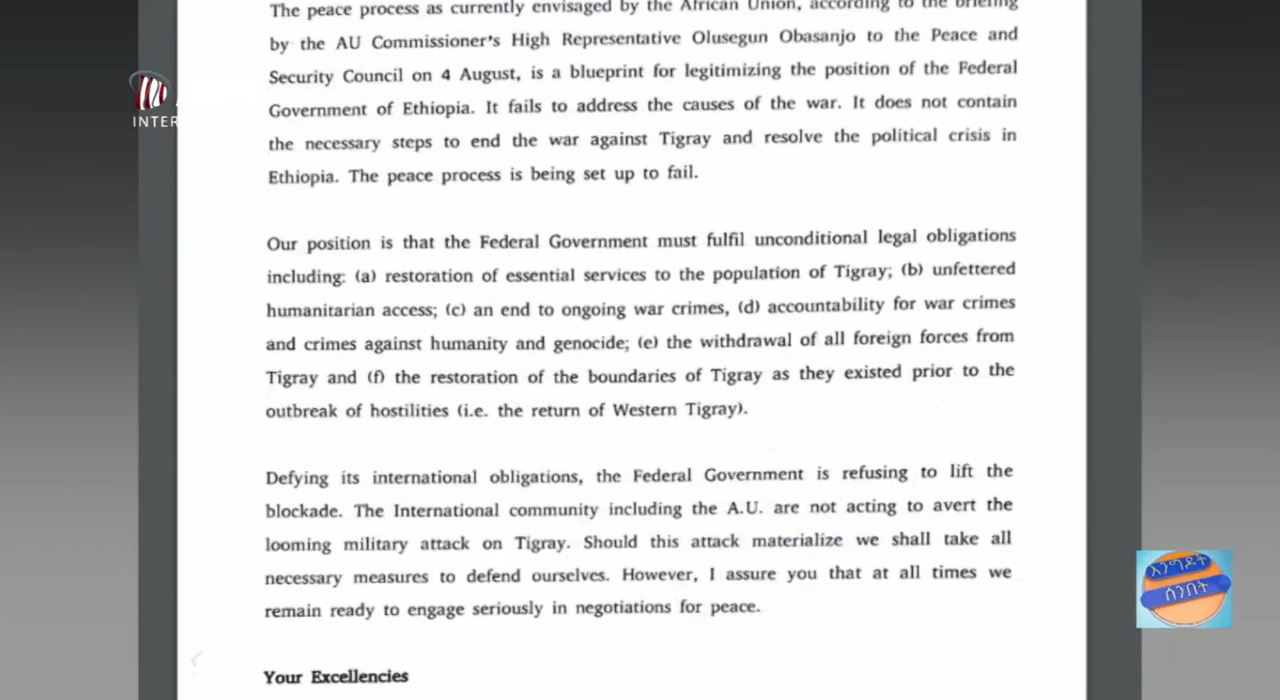 The peace process as currently envisaged by the African Union, according to the briefing
by the AU Commissioner's High Representative Olusegun Obasanjo to the Peace and
Security Council on 4 August, is a blueprint for legitimizing the position of the Federal
Government of Ethiopia. It fails to address the causes of the war. It does not contain
the necessary steps to end the war against Tigray and resolve the political crisis in
Ethiopia. The peace process is being set up to fail.
Our position is that the Federal Government must fulfil unconditional legal obligations
including: (a) restoration of essential services to the population of Tigray; (b) unfettered
humanitarian access; (c) an end to ongoing war crimes, (d) accountability for war crimes
and crimes against humanity and genocide; (e) the withdrawal of all foreign forces from
Tigray and (f) the restoration of the boundaries of Tigray as they existed prior to the
outbreak of hostilities (i.e. the return of Western Tigray).
Defying its international obligations, the Federal Government is refusing to lift the
blockade. The International community including the A.U. are not acting to avert the
looming military attack on Tigray. Should this attack materialize we shall take all
necessary measures to defend ourselves. However, I assure you that at all times we
remain ready to engage seriously in negotiations for peace.
Your Excellencies
INTER
እንግዶት
ሰንበት